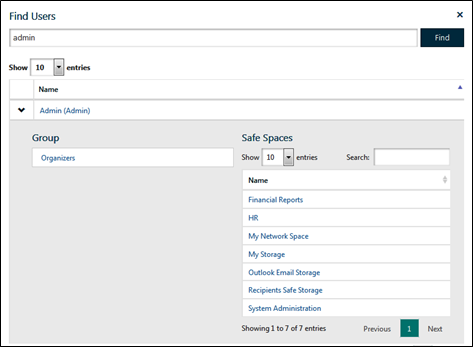 Find Users ×
admin Find
Show 10 entries
Name
Admin (Admin)
Group
Organizers
Safe Spaces
Show 10 entries Search:
Name
Financial Reports
HR
My Network Space
My Storage
Outlook Email Storage
Recipients Safe Storage
System Administration
Showing 1 to 7 of 7 entries Previous 1 Next